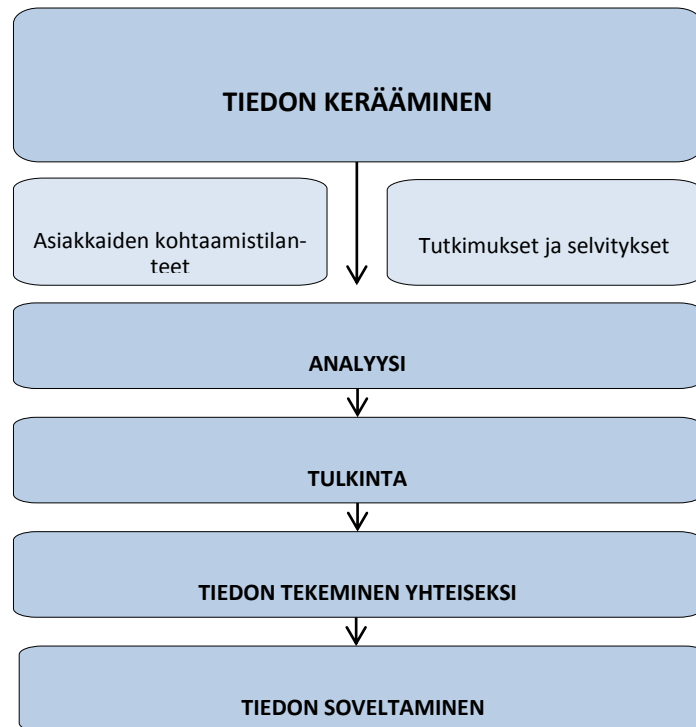 TIEDON KERÄÄMINEN
Asiakkaiden kohtaamistilan-
teet
Tutkimukset ja selvitykset
ANALYYSI
TULKINTA
TIEDON TEKEMINEN YHTEISEKSI
TIEDON SOVELTAMINEN